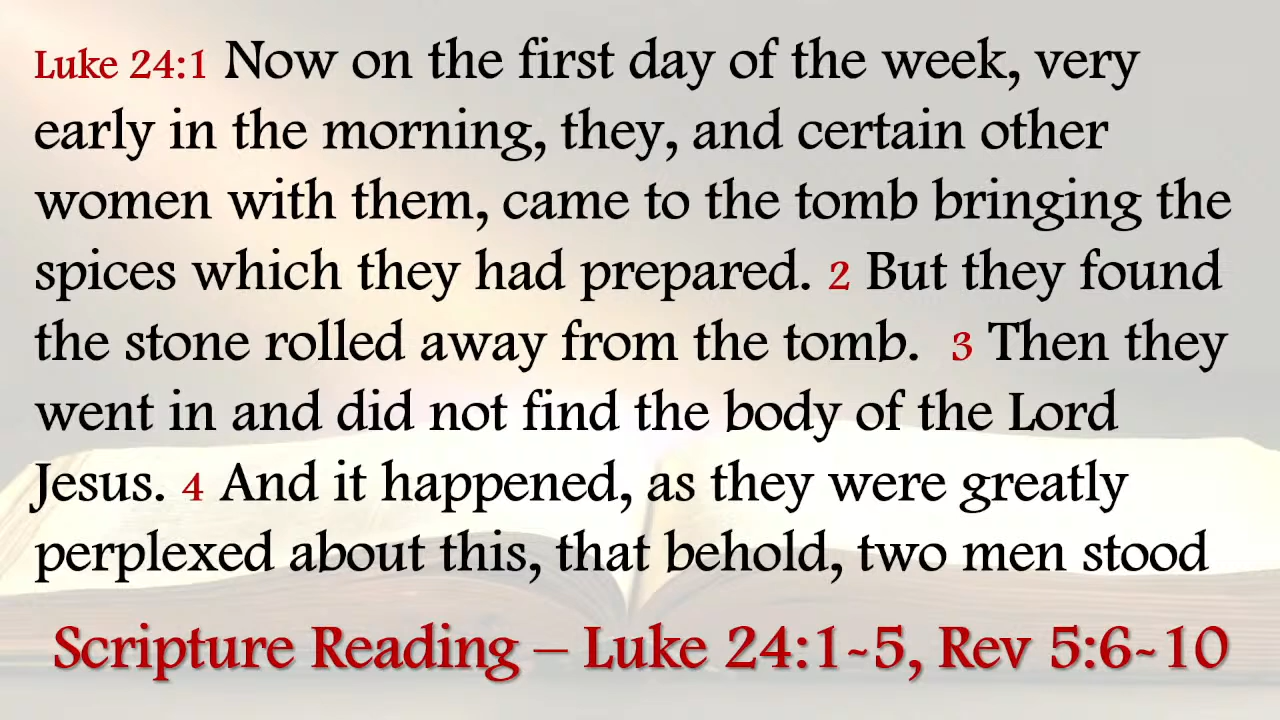 Luke 24:1 Now on the first day of the week, very
early in the morning, they, and certain other
women with them, came to the tomb bringing the
spices which they had prepared. 2 But they found
the stone rolled away from the tomb. 3 Then they
went in and did not find the body of the Lord
Jesus. 4 And it happened, as they were greatly
perplexed about this, that behold, two men stood
Scripture Reading – Luke 24:1-5, Rev 5:6-10